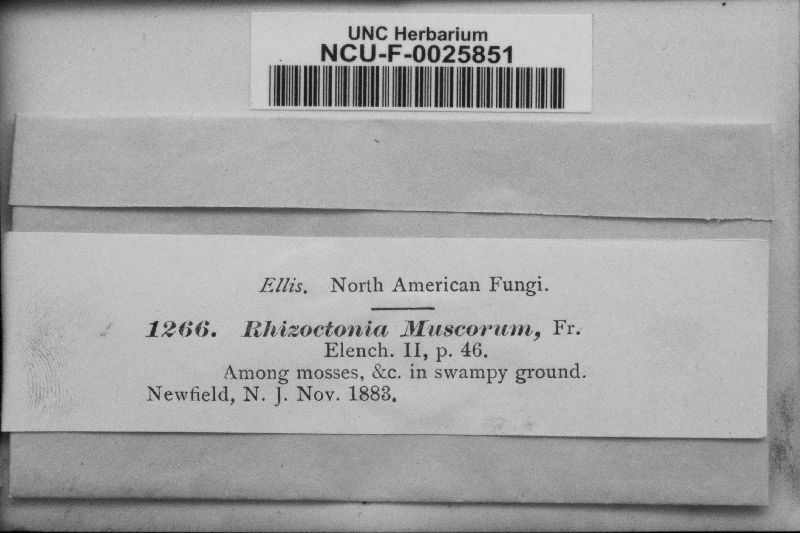 UNC Herbarium
NCU-F-0025851
Ellis. North American Fungi.
1266. Rhizoctonia Muscorum, Fr.
Elench. II, p. 46.
Among mosses, &c. in swampy ground.
Newfield, N. J. Nov. 1883.